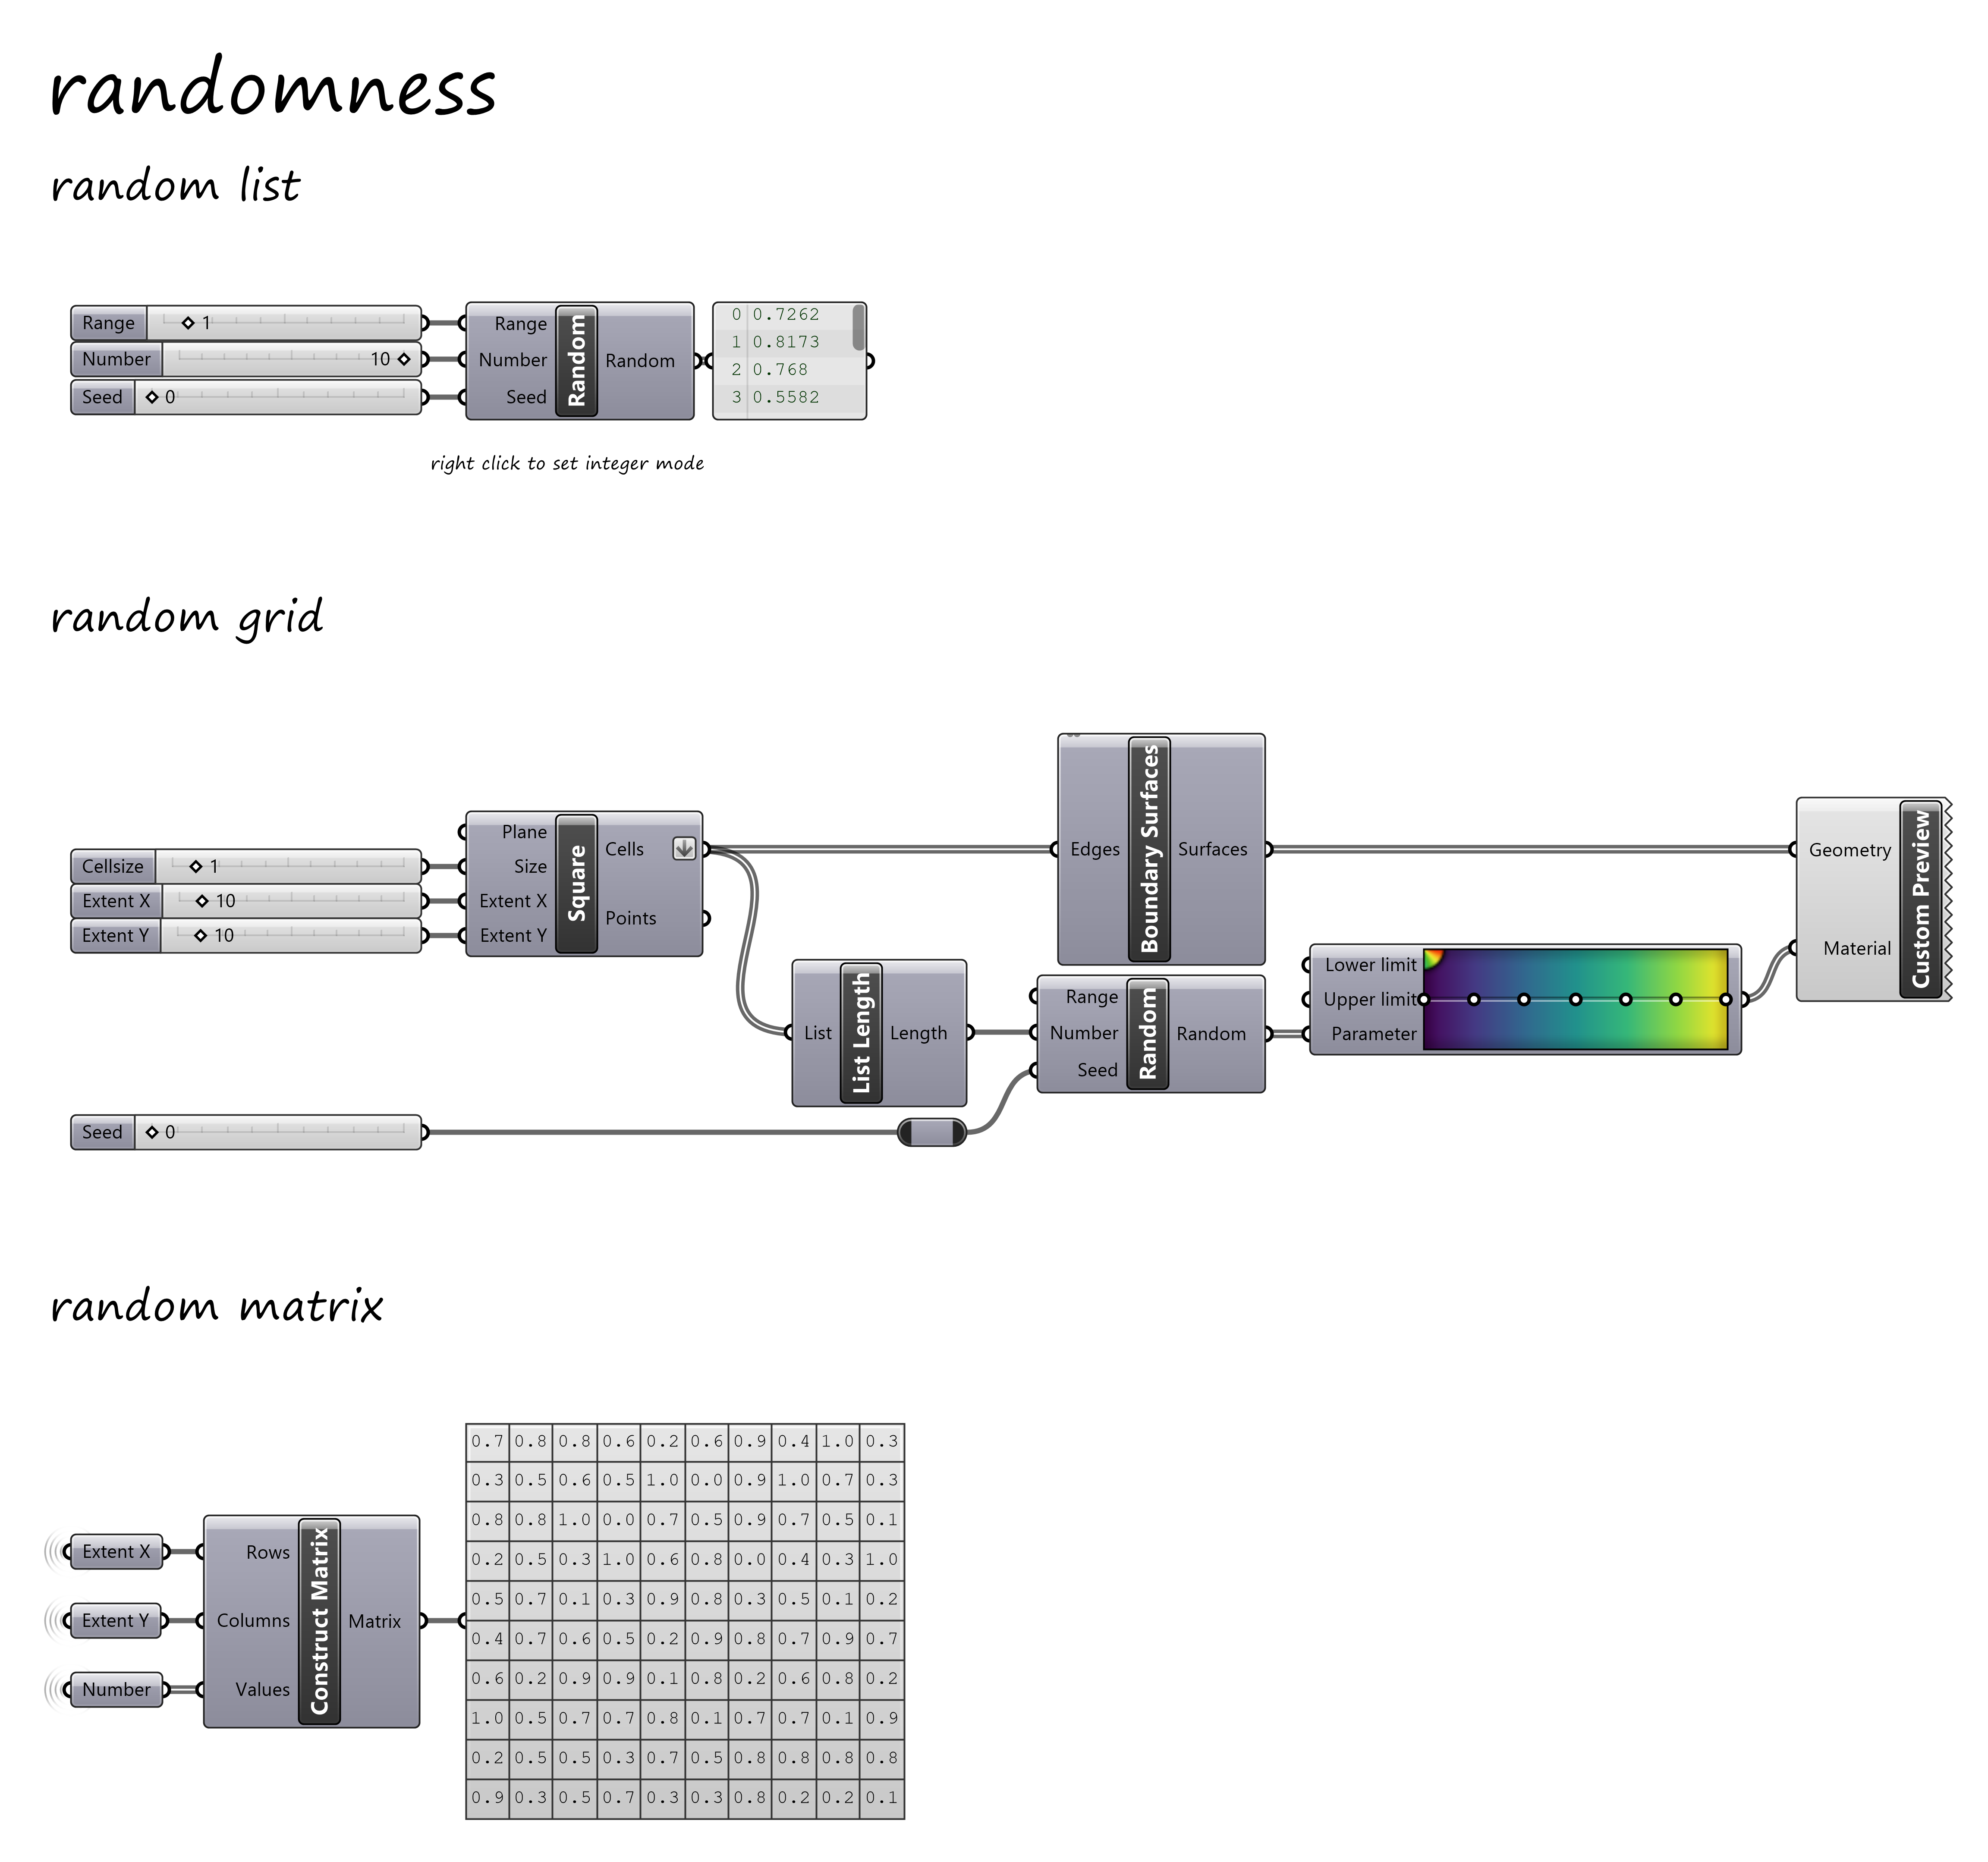 randomness
random list
Range 1
Number 10
Seed 0
Range
Number
Seed
Random
Random
0 0.7262
1 0.8173
2 0.768
3 0.5582
right click to set integer mode
random grid
Cellsize 1
Extent X 10
Extent Y 10
Plane
Size
Extent X
Extent Y
Square
Cells
Points
Edges
Boundary Surfaces
Surfaces
List
List Length
Length
Range
Number
Seed
Random
Random
Lower limit
Upper limit
Parameter
Geometry
Material
Custom Preview
Seed 0
random matrix
Extent X
Extent Y
Number
Rows
Columns
Values
Construct Matrix
Matrix
0.7 0.8 0.8 0.6 0.2 0.6 0.9 0.4 1.0 0.3
0.3 0.5 0.6 0.5 1.0 0.0 0.9 1.0 0.7 0.3
0.8 0.8 1.0 0.0 0.7 0.5 0.9 0.7 0.5 0.1
0.2 0.5 0.3 1.0 0.6 0.8 0.0 0.4 0.3 1.0
0.5 0.7 0.1 0.3 0.9 0.8 0.3 0.5 0.1 0.2
0.4 0.7 0.6 0.5 0.2 0.9 0.8 0.7 0.9 0.7
0.6 0.2 0.9 0.9 0.1 0.8 0.2 0.6 0.8 0.2
1.0 0.5 0.7 0.7 0.8 0.1 0.7 0.7 0.1 0.9
0.2 0.5 0.5 0.3 0.7 0.5 0.8 0.8 0.8 0.8
0.9 0.3 0.5 0.7 0.3 0.3 0.8 0.2 0.2 0.1